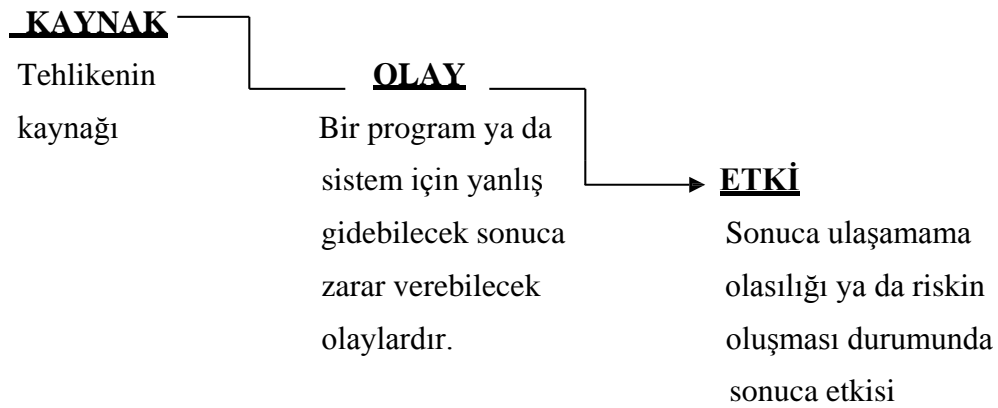 KAYNAK
Tehlikenin
kaynağı
OLAY
Bir program ya da
sistem için yanlış
gidebilecek sonuca
zarar verebilecek
olaylardır.
ETKİ
Sonuca ulaşamama
olasılığı ya da riskin
oluşması durumunda
sonuca etkisi